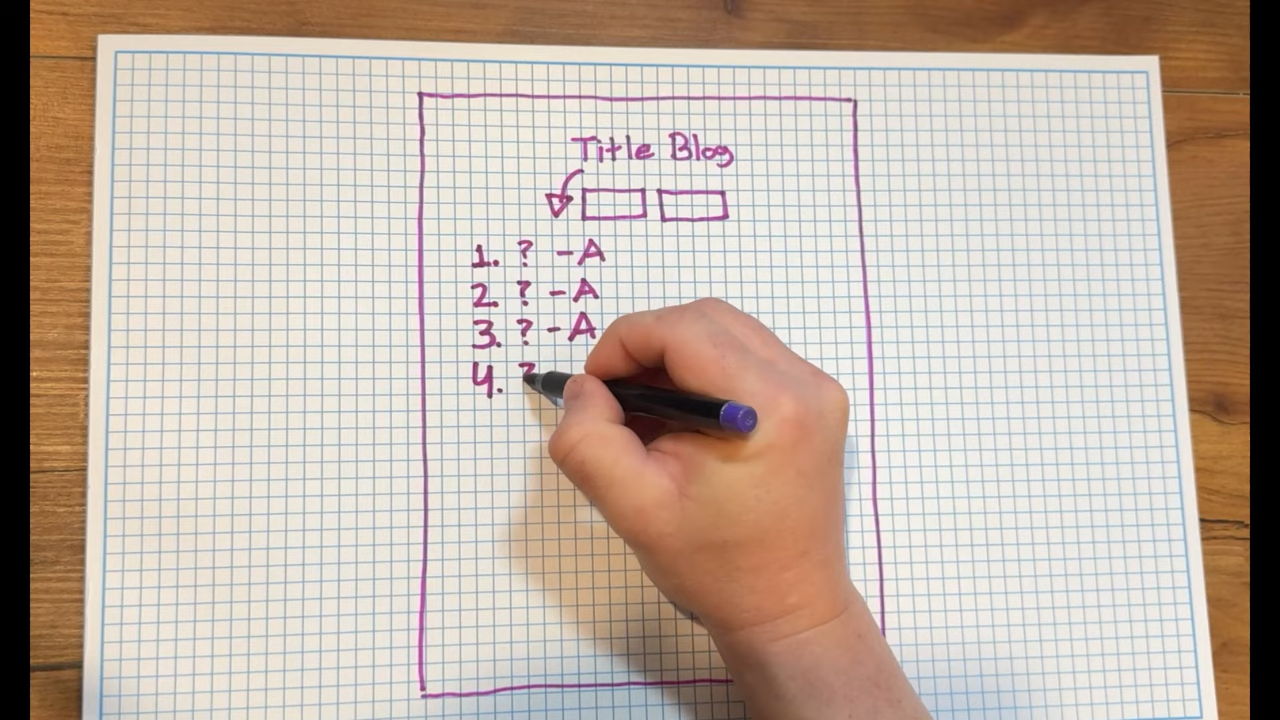 Title Blog
1. ? - A
2. ? - A
3. ? - A
4. ?